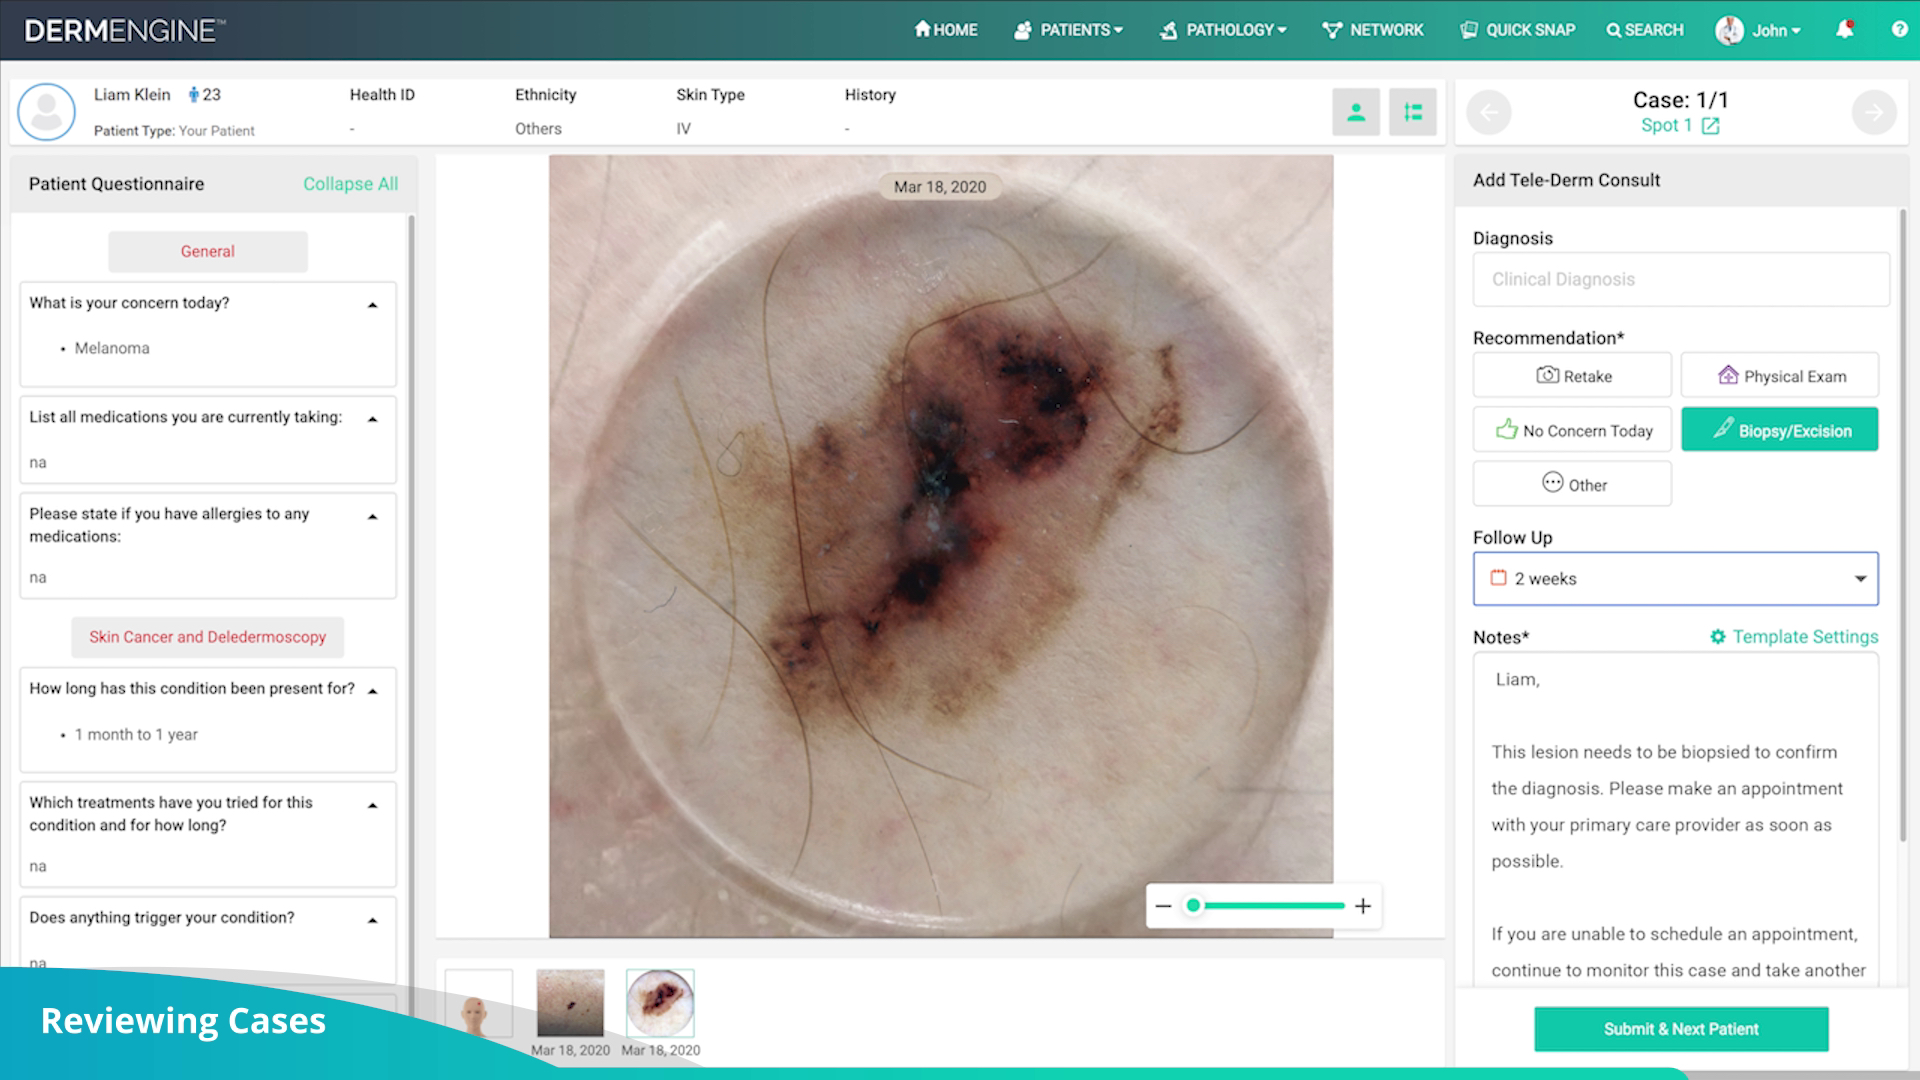 DERMENGINE™
HOME
PATIENTS
PATHOLOGY
NETWORK
QUICK SNAP
SEARCH
John
?
Liam Klein 23
Patient Type: Your Patient
Health ID
-
Ethnicity
Others
Skin Type
IV
History
-
Case: 1/1
Spot 1
Patient Questionnaire
Collapse All
General
What is your concern today?
• Melanoma
List all medications you are currently taking:
na
Please state if you have allergies to any
medications:
na
Skin Cancer and Deledermoscopy
How long has this condition been present for?
• 1 month to 1 year
Which treatments have you tried for this
condition and for how long?
na
Does anything trigger your condition?
na
Mar 18, 2020
Mar 18, 2020
Mar 18, 2020
Add Tele-Derm Consult
Diagnosis
Clinical Diagnosis
Recommendation*
Retake
Physical Exam
No Concern Today
Biopsy/Excision
Other
Follow Up
2 weeks
Notes*
Template Settings
Liam,
This lesion needs to be biopsied to confirm
the diagnosis. Please make an appointment
with your primary care provider as soon as
possible.
If you are unable to schedule an appointment,
continue to monitor this case and take another
Submit & Next Patient
Reviewing Cases